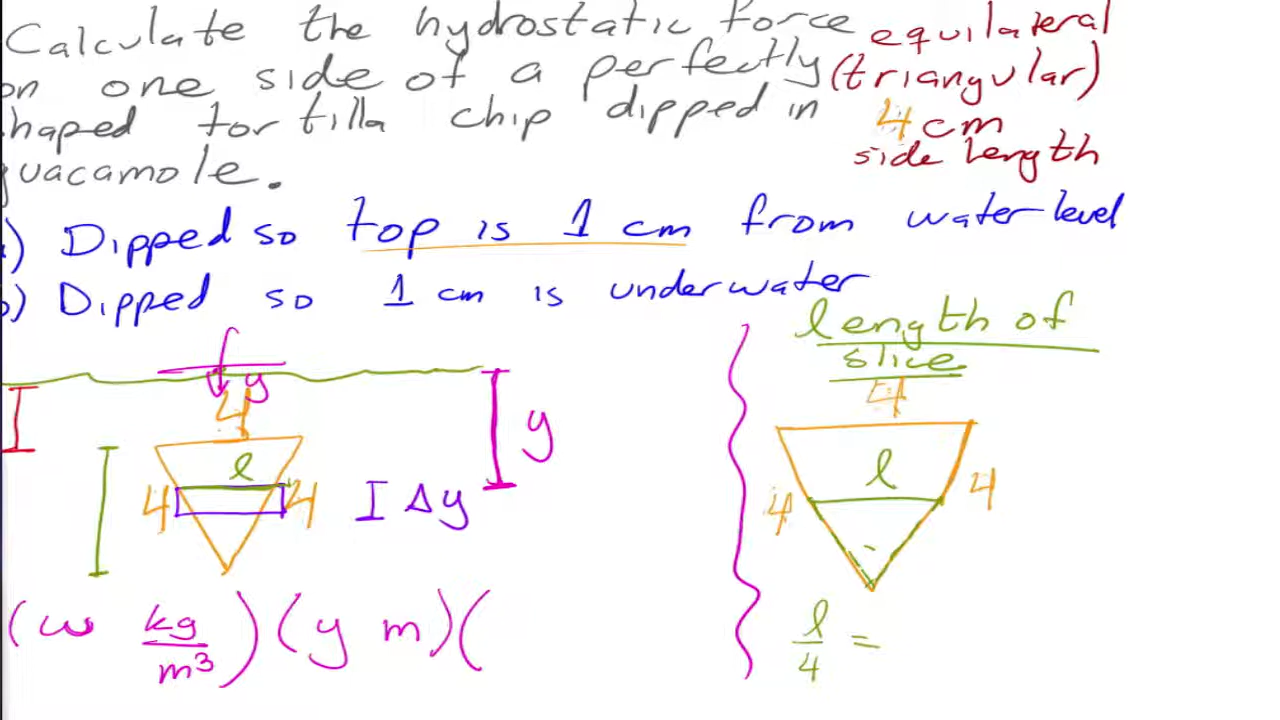 Calculate the hydrostatic force equilateral
on one side of a perfectly (triangular)
haped tortilla chip dipped in 4 cm
uacamole. side length
) Dipped so top is 1 cm from water level
b) Dipped so 1 cm is underwater
length of
slice
y
4 4
y
l l
4 4 I Δy 4 4
(w kg/m³) (y m) (
l/4 =